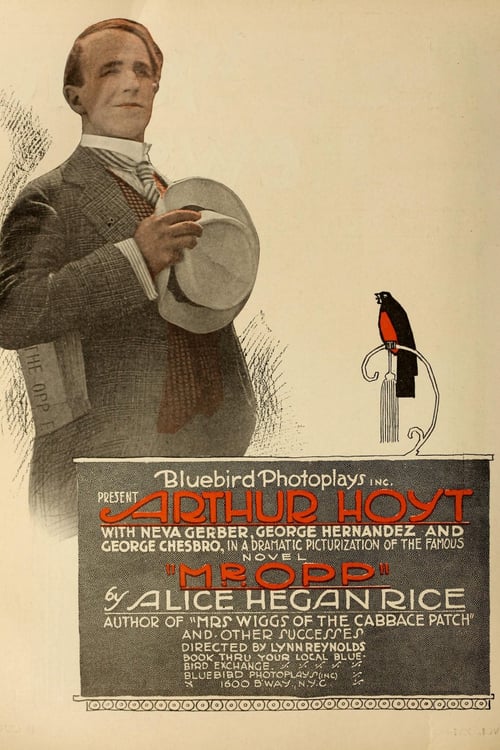 THE OPP E
Bluebird Photoplays INC.
PRESENT ARTHUR HOYT
WITH NEVA GERBER, GEORGE HERNANDEZ AND
GEORGE CHESBRO, IN A DRAMATIC PICTURIZATION OF THE FAMOUS
NOVEL
"MR. OPP"
by ALICE HEGAN RICE
AUTHOR OF "MRS WIGGS OF THE CABBACE PATCH"
AND OTHER SUCCESSES
DIRECTED BY LYNN REYNOLDS
BOOK THRU YOUR LOCAL BLUE-
BIRD EXCHANGE.
BLUEBIRD PHOTOPLAYS (INC)
1600 B'WAY., N.Y.C.